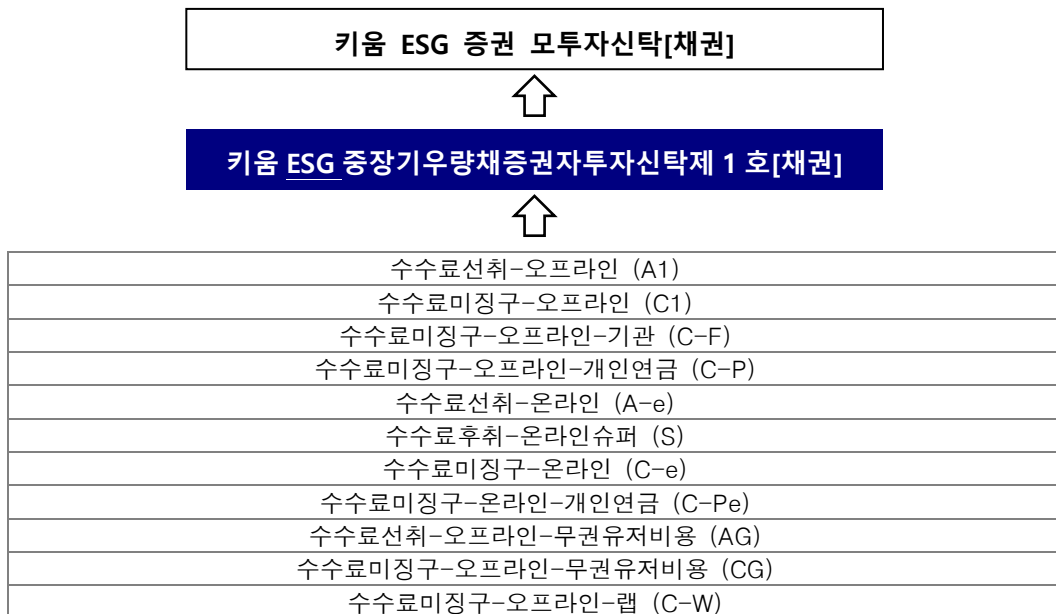 키움 ESG 증권 모투자신탁[채권]
키움 ESG 중장기우량채증권자투자신탁제 1 호[채권]
수수료선취-오프라인 (A1)
수수료미징구-오프라인 (C1)
수수료미징구-오프라인-기관 (C-F)
수수료미징구-오프라인-개인연금 (C-P)
수수료선취-온라인 (A-e)
수수료후취-온라인슈퍼 (S)
수수료미징구-온라인 (C-e)
수수료미징구-온라인-개인연금 (C-Pe)
수수료선취-오프라인-무권유저비용 (AG)
수수료미징구-오프라인-무권유저비용 (CG)
수수료미징구-오프라인-랩 (C-W)